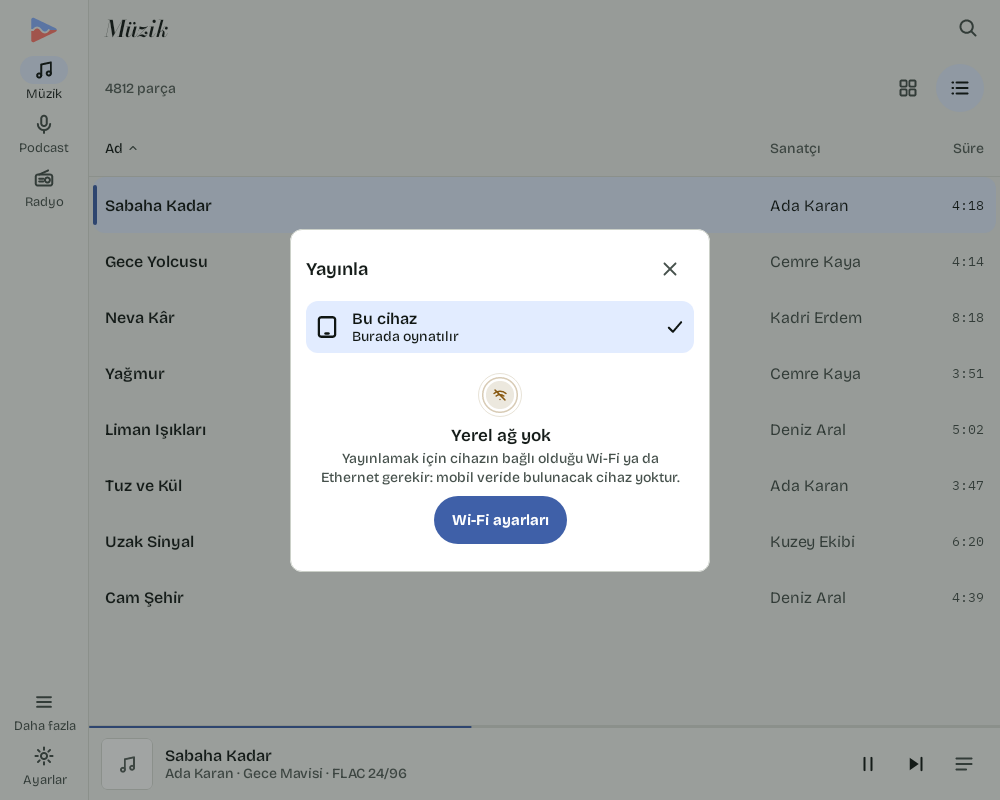 Müzik
Müzik
4812 parça
Podcast
Ad
Sanatçı
Süre
Radyo
Sabaha Kadar
Ada Karan
4:18
Gece Yolcusu
Cemre Kaya
4:14
Neva Kâr
Kadri Erdem
8:18
Yağmur
Cemre Kaya
3:51
Liman Işıkları
Deniz Aral
5:02
Tuz ve Kül
Ada Karan
3:47
Uzak Sinyal
Kuzey Ekibi
6:20
Cam Şehir
Deniz Aral
4:39
Yayınla
Bu cihaz
Burada oynatılır
Yerel ağ yok
Yayınlamak için cihazın bağlı olduğu Wi-Fi ya da
Ethernet gerekir: mobil veride bulunacak cihaz yoktur.
Wi-Fi ayarları
Daha fazla
Ayarlar
Sabaha Kadar
Ada Karan · Gece Mavisi · FLAC 24/96